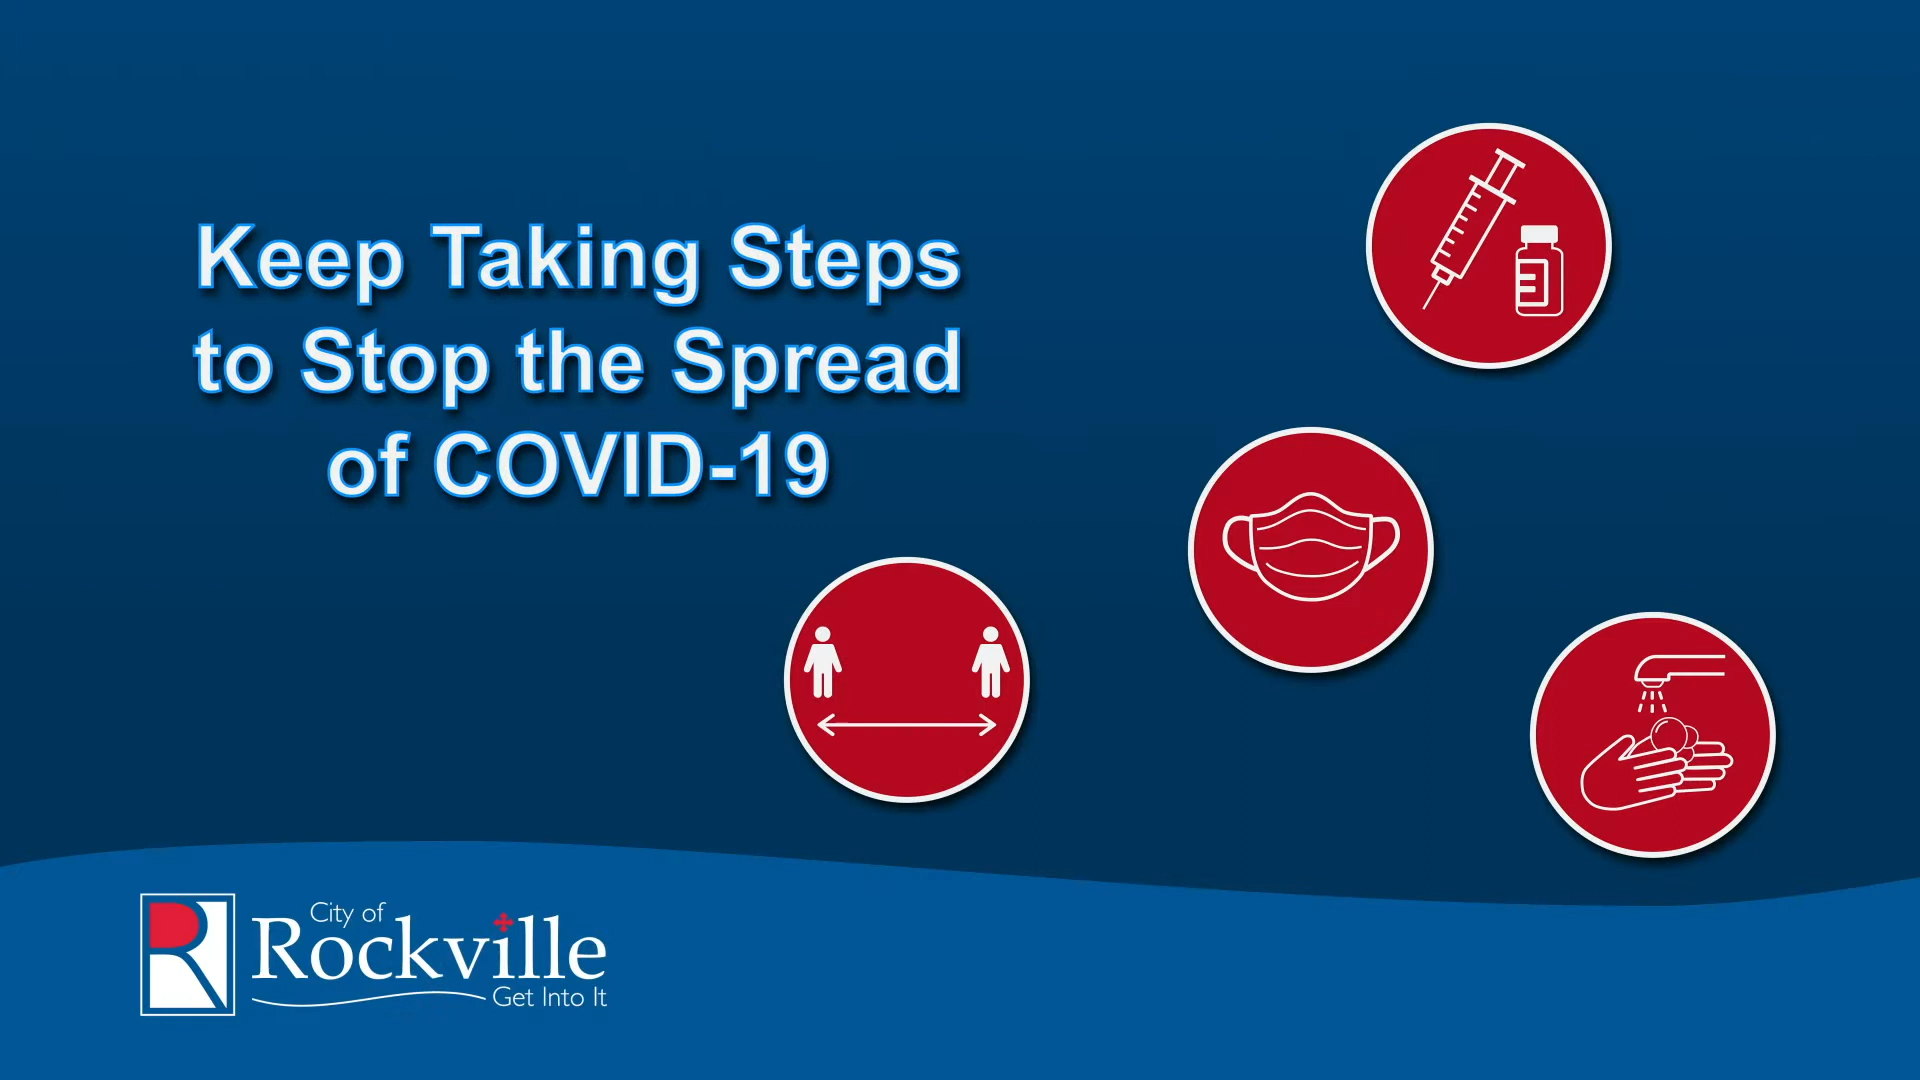 Keep Taking Steps
to Stop the Spread
of COVID-19
City of
Rockville
Get Into It